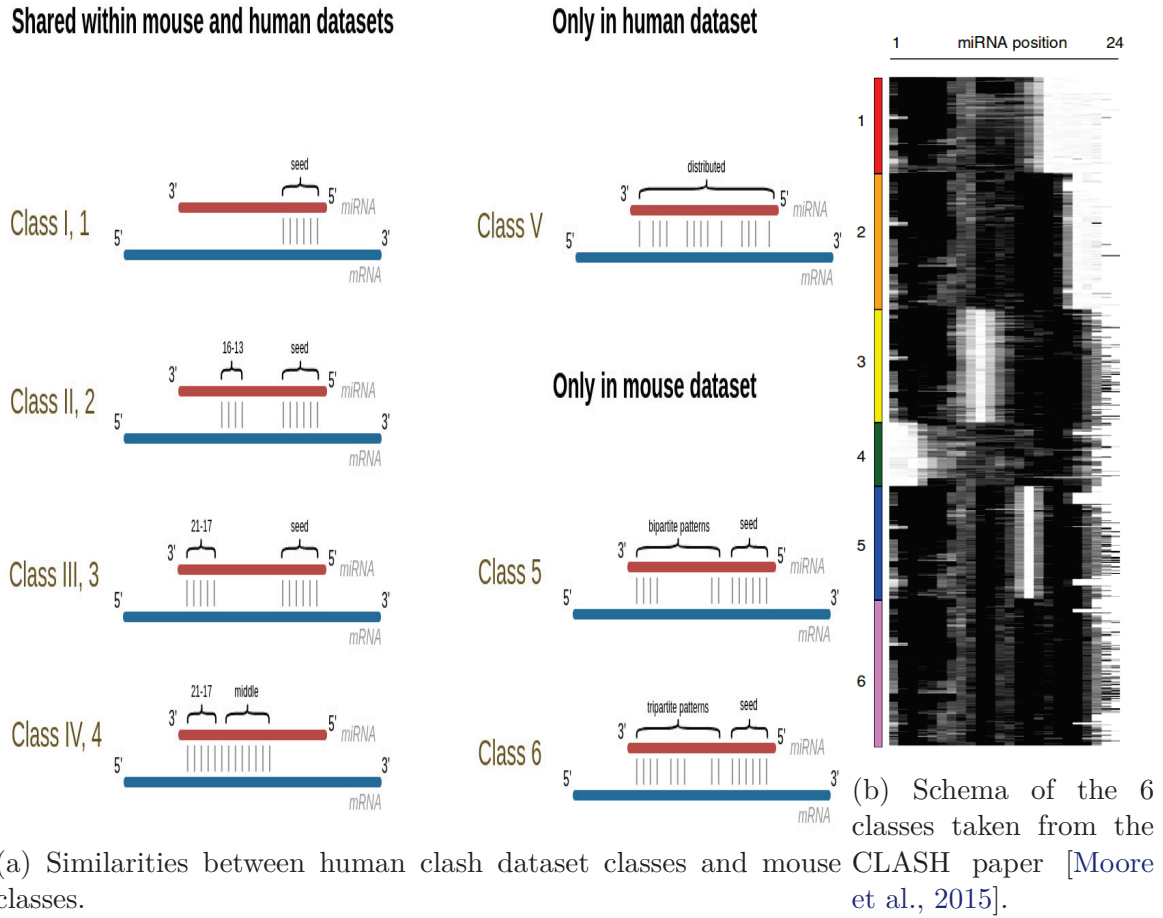 Shared within mouse and human datasets
Class I, 1
seed
3'
5'
miRNA
5'
3'
mRNA
Class II, 2
16-13
seed
3'
5'
miRNA
5'
3'
mRNA
Class III, 3
21-17
seed
3'
5'
miRNA
5'
3'
mRNA
Class IV, 4
21-17
middle
3'
5'
miRNA
5'
3'
mRNA
Only in human dataset
Class V
distributed
3'
5'
miRNA
5'
3'
mRNA
Only in mouse dataset
Class 5
bipartite patterns
seed
3'
5'
miRNA
5'
3'
mRNA
Class 6
tripartite patterns
seed
3'
5'
miRNA
5'
3'
mRNA
1 miRNA position 24
1
2
3
4
5
6
(a) Similarities between human clash dataset classes and mouse
classes.
(b) Schema of the 6
classes taken from the
CLASH paper [Moore
et al., 2015].